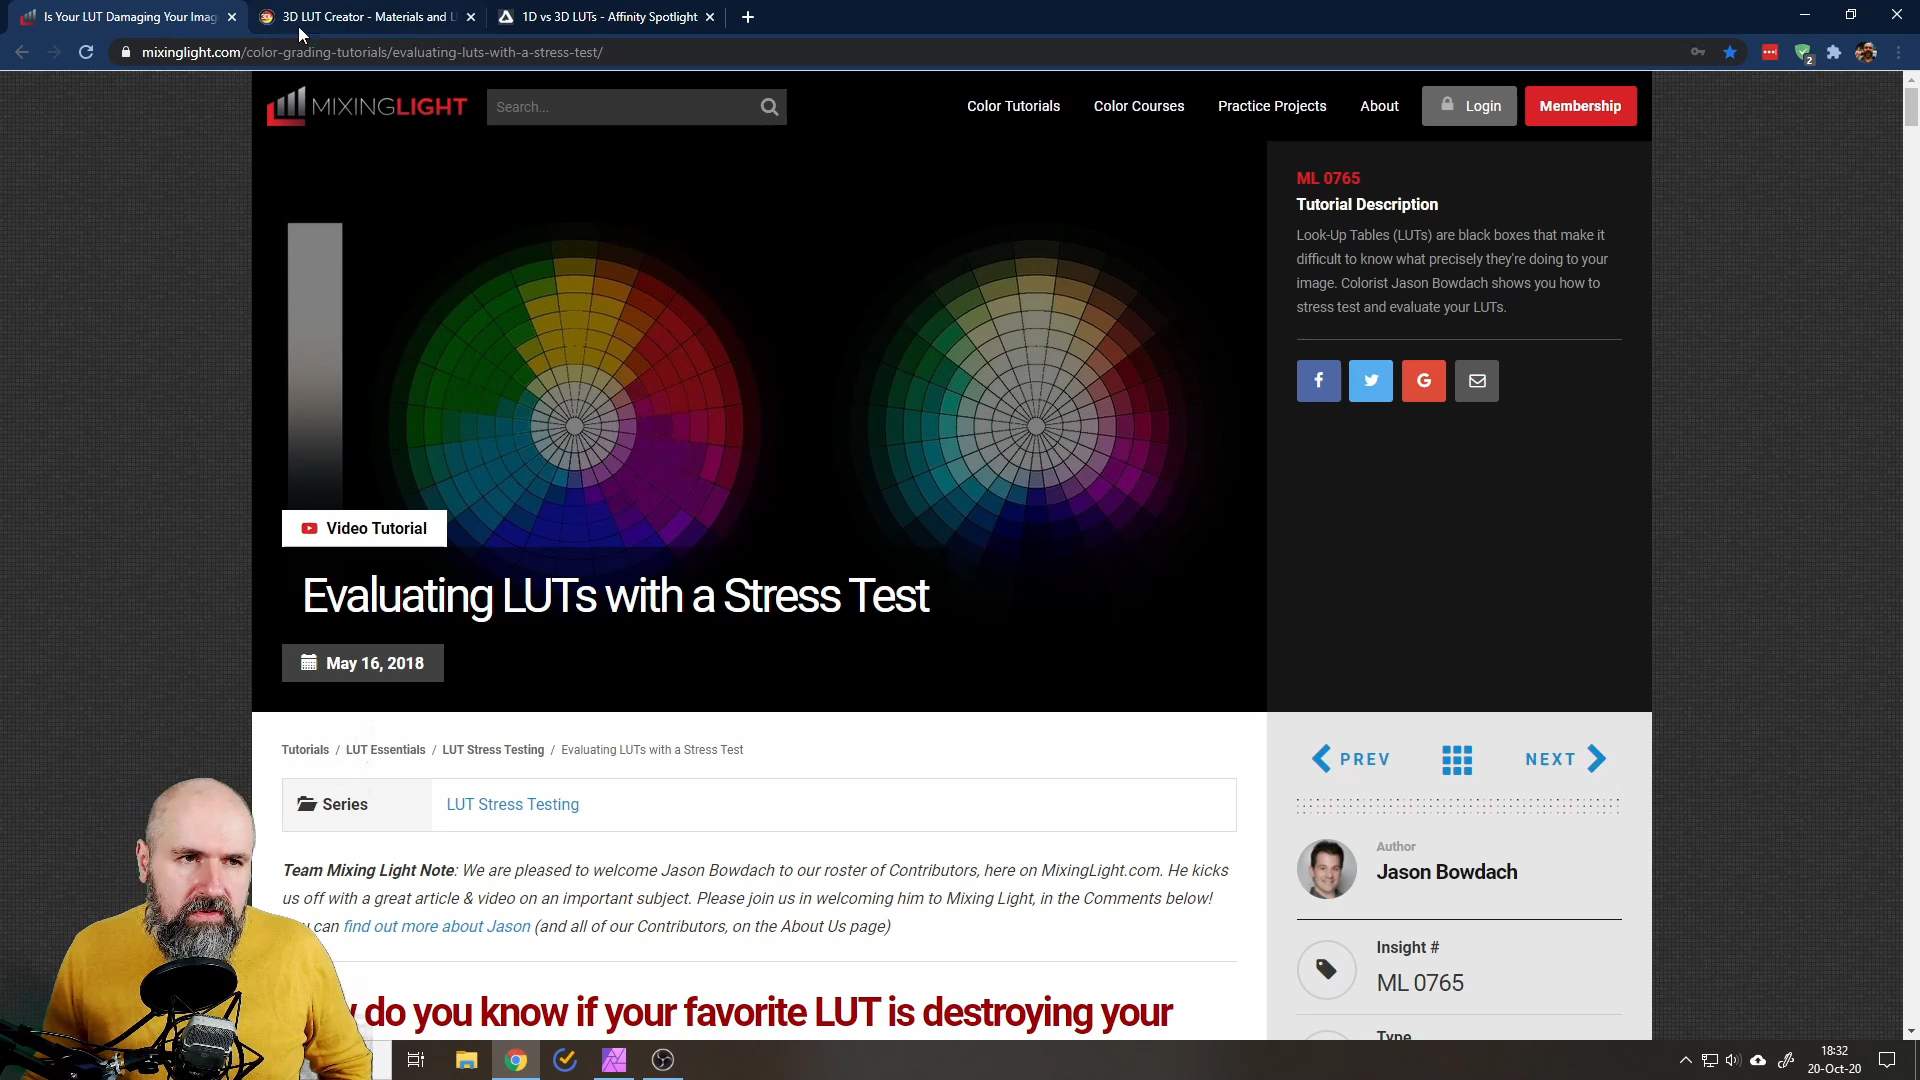 Is Your LUT Damaging Your Imag
3D LUT Creator - Materials and L
1D vs 3D LUTs - Affinity Spotlight
mixinglight.com/color-grading-tutorials/evaluating-luts-with-a-stress-test/
2
MIXINGLIGHT
Search...
Color Tutorials
Color Courses
Practice Projects
About
Login
Membership
ML 0765
Tutorial Description
Look-Up Tables (LUTs) are black boxes that make it
difficult to know what precisely they're doing to your
image. Colorist Jason Bowdach shows you how to
stress test and evaluate your LUTs.
Video Tutorial
Evaluating LUTs with a Stress Test
May 16, 2018
Tutorials / LUT Essentials / LUT Stress Testing / Evaluating LUTs with a Stress Test
Series
LUT Stress Testing
Team Mixing Light Note: We are pleased to welcome Jason Bowdach to our roster of Contributors, here on MixingLight.com. He kicks
us off with a great article & video on an important subject. Please join us in welcoming him to Mixing Light, in the Comments below!
can find out more about Jason (and all of our Contributors, on the About Us page)
do you know if your favorite LUT is destroying your
PREV
NEXT
Author
Jason Bowdach
Insight #
ML 0765
Type
18:32
20-Oct-20